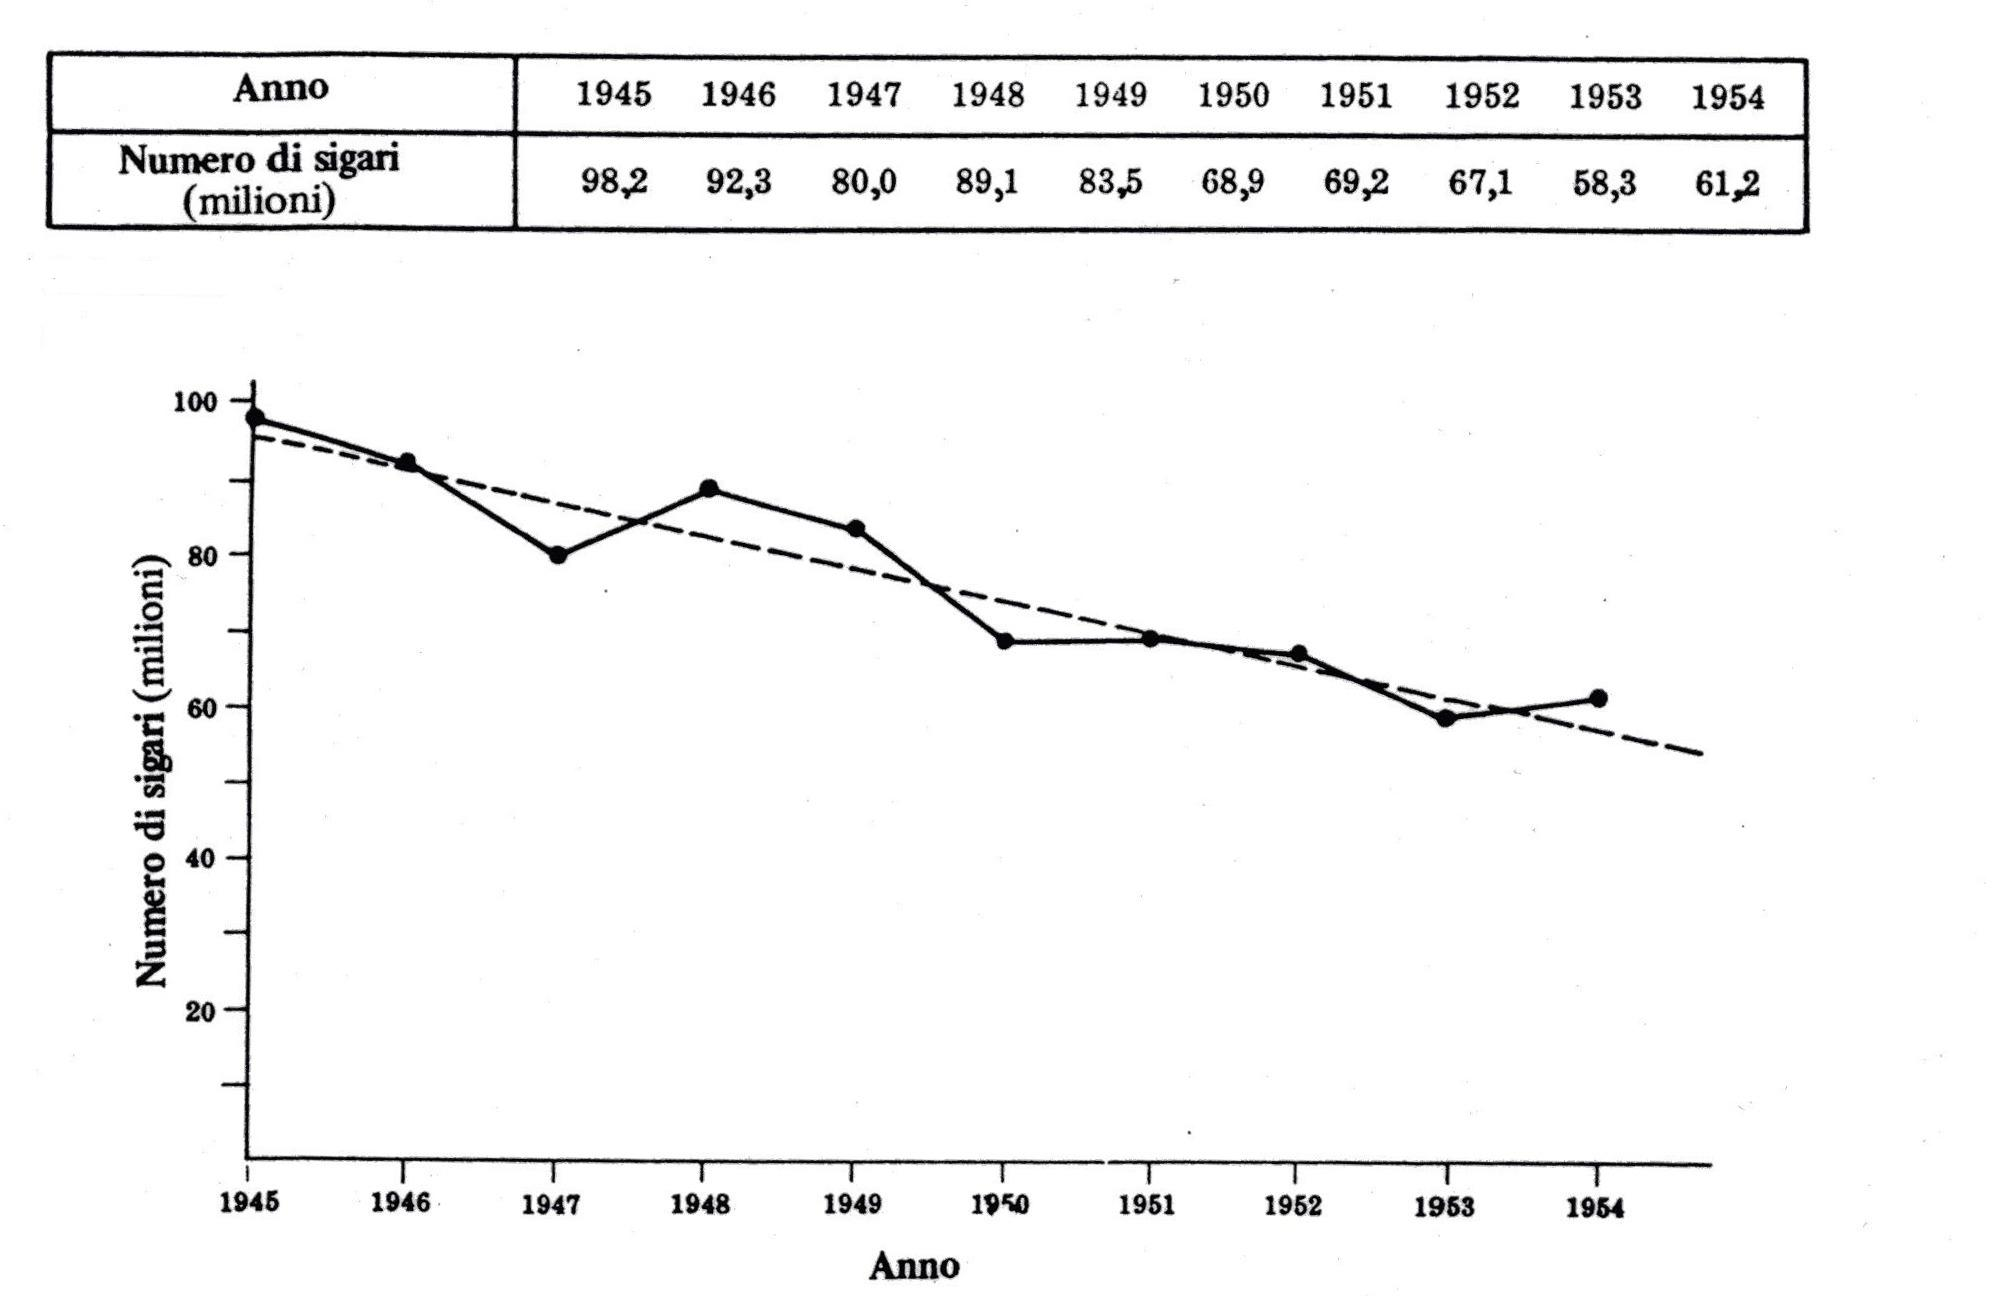 Anno 1945 1946 1947 1948 1949 1950 1951 1952 1953 1954
Numero di sigari
(milioni) 98,2 92,3 80,0 89,1 83,5 68,9 69,2 67,1 58,3 61,2
100
80
60
40
20
Numero di sigari (milioni)
1945 1946 1947 1948 1949 1950 1951 1952 1953 1954
Anno